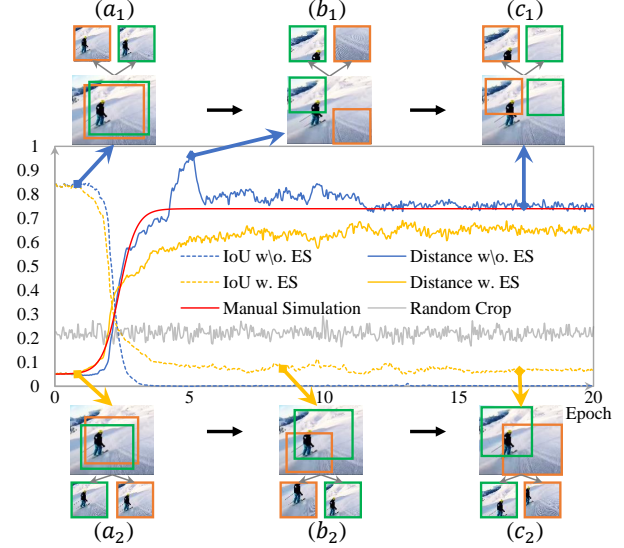 (a₁) (b₁) (c₁)
1
0.9
0.8
0.7
0.6
0.5
0.4
0.3
0.2
0.1
0
IoU w\o. ES Distance w\o. ES
IoU w. ES Distance w. ES
Manual Simulation Random Crop
0 5 10 15 20
Epoch
(a₂) (b₂) (c₂)